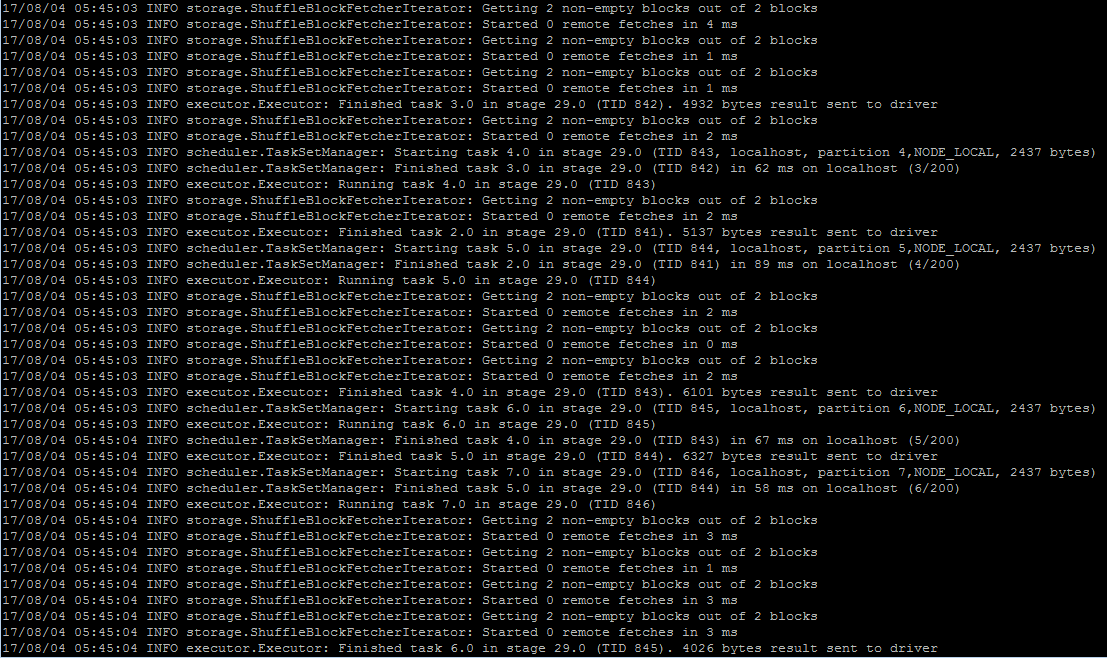 17/08/04 05:45:03 INFO storage.ShuffleBlockFetcherIterator: Getting 2 non-empty blocks out of 2 blocks
17/08/04 05:45:03 INFO storage.ShuffleBlockFetcherIterator: Started 0 remote fetches in 4 ms
17/08/04 05:45:03 INFO storage.ShuffleBlockFetcherIterator: Getting 2 non-empty blocks out of 2 blocks
17/08/04 05:45:03 INFO storage.ShuffleBlockFetcherIterator: Started 0 remote fetches in 1 ms
17/08/04 05:45:03 INFO storage.ShuffleBlockFetcherIterator: Getting 2 non-empty blocks out of 2 blocks
17/08/04 05:45:03 INFO storage.ShuffleBlockFetcherIterator: Started 0 remote fetches in 1 ms
17/08/04 05:45:03 INFO executor.Executor: Finished task 3.0 in stage 29.0 (TID 842). 4932 bytes result sent to driver
17/08/04 05:45:03 INFO storage.ShuffleBlockFetcherIterator: Getting 2 non-empty blocks out of 2 blocks
17/08/04 05:45:03 INFO storage.ShuffleBlockFetcherIterator: Started 0 remote fetches in 2 ms
17/08/04 05:45:03 INFO scheduler.TaskSetManager: Starting task 4.0 in stage 29.0 (TID 843, localhost, partition 4,NODE_LOCAL, 2437 bytes)
17/08/04 05:45:03 INFO scheduler.TaskSetManager: Finished task 3.0 in stage 29.0 (TID 842) in 62 ms on localhost (3/200)
17/08/04 05:45:03 INFO executor.Executor: Running task 4.0 in stage 29.0 (TID 843)
17/08/04 05:45:03 INFO storage.ShuffleBlockFetcherIterator: Getting 2 non-empty blocks out of 2 blocks
17/08/04 05:45:03 INFO storage.ShuffleBlockFetcherIterator: Started 0 remote fetches in 2 ms
17/08/04 05:45:03 INFO executor.Executor: Finished task 2.0 in stage 29.0 (TID 841). 5137 bytes result sent to driver
17/08/04 05:45:03 INFO scheduler.TaskSetManager: Starting task 5.0 in stage 29.0 (TID 844, localhost, partition 5,NODE_LOCAL, 2437 bytes)
17/08/04 05:45:03 INFO scheduler.TaskSetManager: Finished task 2.0 in stage 29.0 (TID 841) in 89 ms on localhost (4/200)
17/08/04 05:45:03 INFO executor.Executor: Running task 5.0 in stage 29.0 (TID 844)
17/08/04 05:45:03 INFO storage.ShuffleBlockFetcherIterator: Getting 2 non-empty blocks out of 2 blocks
17/08/04 05:45:03 INFO storage.ShuffleBlockFetcherIterator: Started 0 remote fetches in 2 ms
17/08/04 05:45:03 INFO storage.ShuffleBlockFetcherIterator: Getting 2 non-empty blocks out of 2 blocks
17/08/04 05:45:03 INFO storage.ShuffleBlockFetcherIterator: Started 0 remote fetches in 0 ms
17/08/04 05:45:03 INFO storage.ShuffleBlockFetcherIterator: Getting 2 non-empty blocks out of 2 blocks
17/08/04 05:45:03 INFO storage.ShuffleBlockFetcherIterator: Started 0 remote fetches in 2 ms
17/08/04 05:45:03 INFO executor.Executor: Finished task 4.0 in stage 29.0 (TID 843). 6101 bytes result sent to driver
17/08/04 05:45:03 INFO scheduler.TaskSetManager: Starting task 6.0 in stage 29.0 (TID 845, localhost, partition 6,NODE_LOCAL, 2437 bytes)
17/08/04 05:45:03 INFO executor.Executor: Running task 6.0 in stage 29.0 (TID 845)
17/08/04 05:45:04 INFO scheduler.TaskSetManager: Finished task 4.0 in stage 29.0 (TID 843) in 67 ms on localhost (5/200)
17/08/04 05:45:04 INFO executor.Executor: Finished task 5.0 in stage 29.0 (TID 844). 6327 bytes result sent to driver
17/08/04 05:45:04 INFO scheduler.TaskSetManager: Starting task 7.0 in stage 29.0 (TID 846, localhost, partition 7,NODE_LOCAL, 2437 bytes)
17/08/04 05:45:04 INFO scheduler.TaskSetManager: Finished task 5.0 in stage 29.0 (TID 844) in 58 ms on localhost (6/200)
17/08/04 05:45:04 INFO executor.Executor: Running task 7.0 in stage 29.0 (TID 846)
17/08/04 05:45:04 INFO storage.ShuffleBlockFetcherIterator: Getting 2 non-empty blocks out of 2 blocks
17/08/04 05:45:04 INFO storage.ShuffleBlockFetcherIterator: Started 0 remote fetches in 3 ms
17/08/04 05:45:04 INFO storage.ShuffleBlockFetcherIterator: Getting 2 non-empty blocks out of 2 blocks
17/08/04 05:45:04 INFO storage.ShuffleBlockFetcherIterator: Started 0 remote fetches in 1 ms
17/08/04 05:45:04 INFO storage.ShuffleBlockFetcherIterator: Getting 2 non-empty blocks out of 2 blocks
17/08/04 05:45:04 INFO storage.ShuffleBlockFetcherIterator: Started 0 remote fetches in 3 ms
17/08/04 05:45:04 INFO storage.ShuffleBlockFetcherIterator: Getting 2 non-empty blocks out of 2 blocks
17/08/04 05:45:04 INFO storage.ShuffleBlockFetcherIterator: Started 0 remote fetches in 3 ms
17/08/04 05:45:04 INFO executor.Executor: Finished task 6.0 in stage 29.0 (TID 845). 4026 bytes result sent to driver